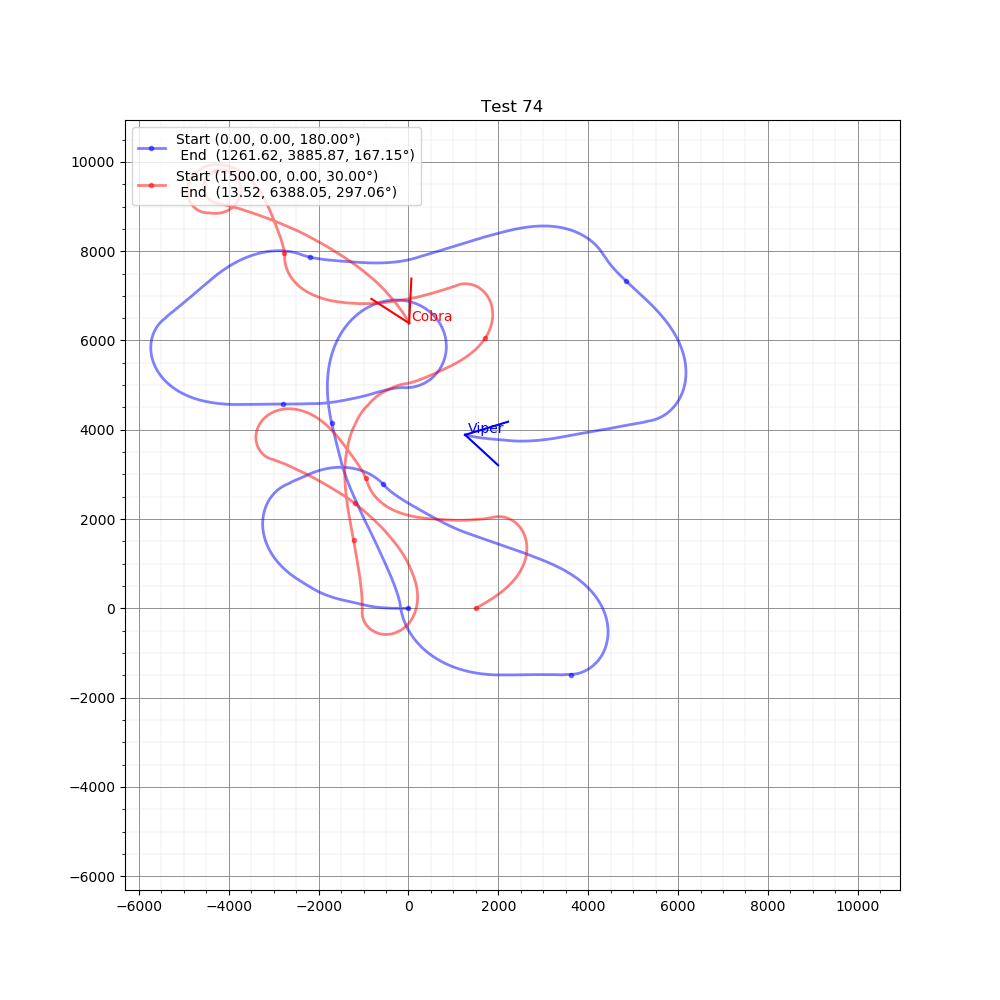 Test 74
Start (0.00, 0.00, 180.00°)
End (1261.62, 3885.87, 167.15°)
Start (1500.00, 0.00, 30.00°)
End (13.52, 6388.05, 297.06°)
10000
8000
6000
4000
2000
0
−2000
−4000
−6000
Cobra
Viper
−6000 −4000 −2000 0 2000 4000 6000 8000 10000